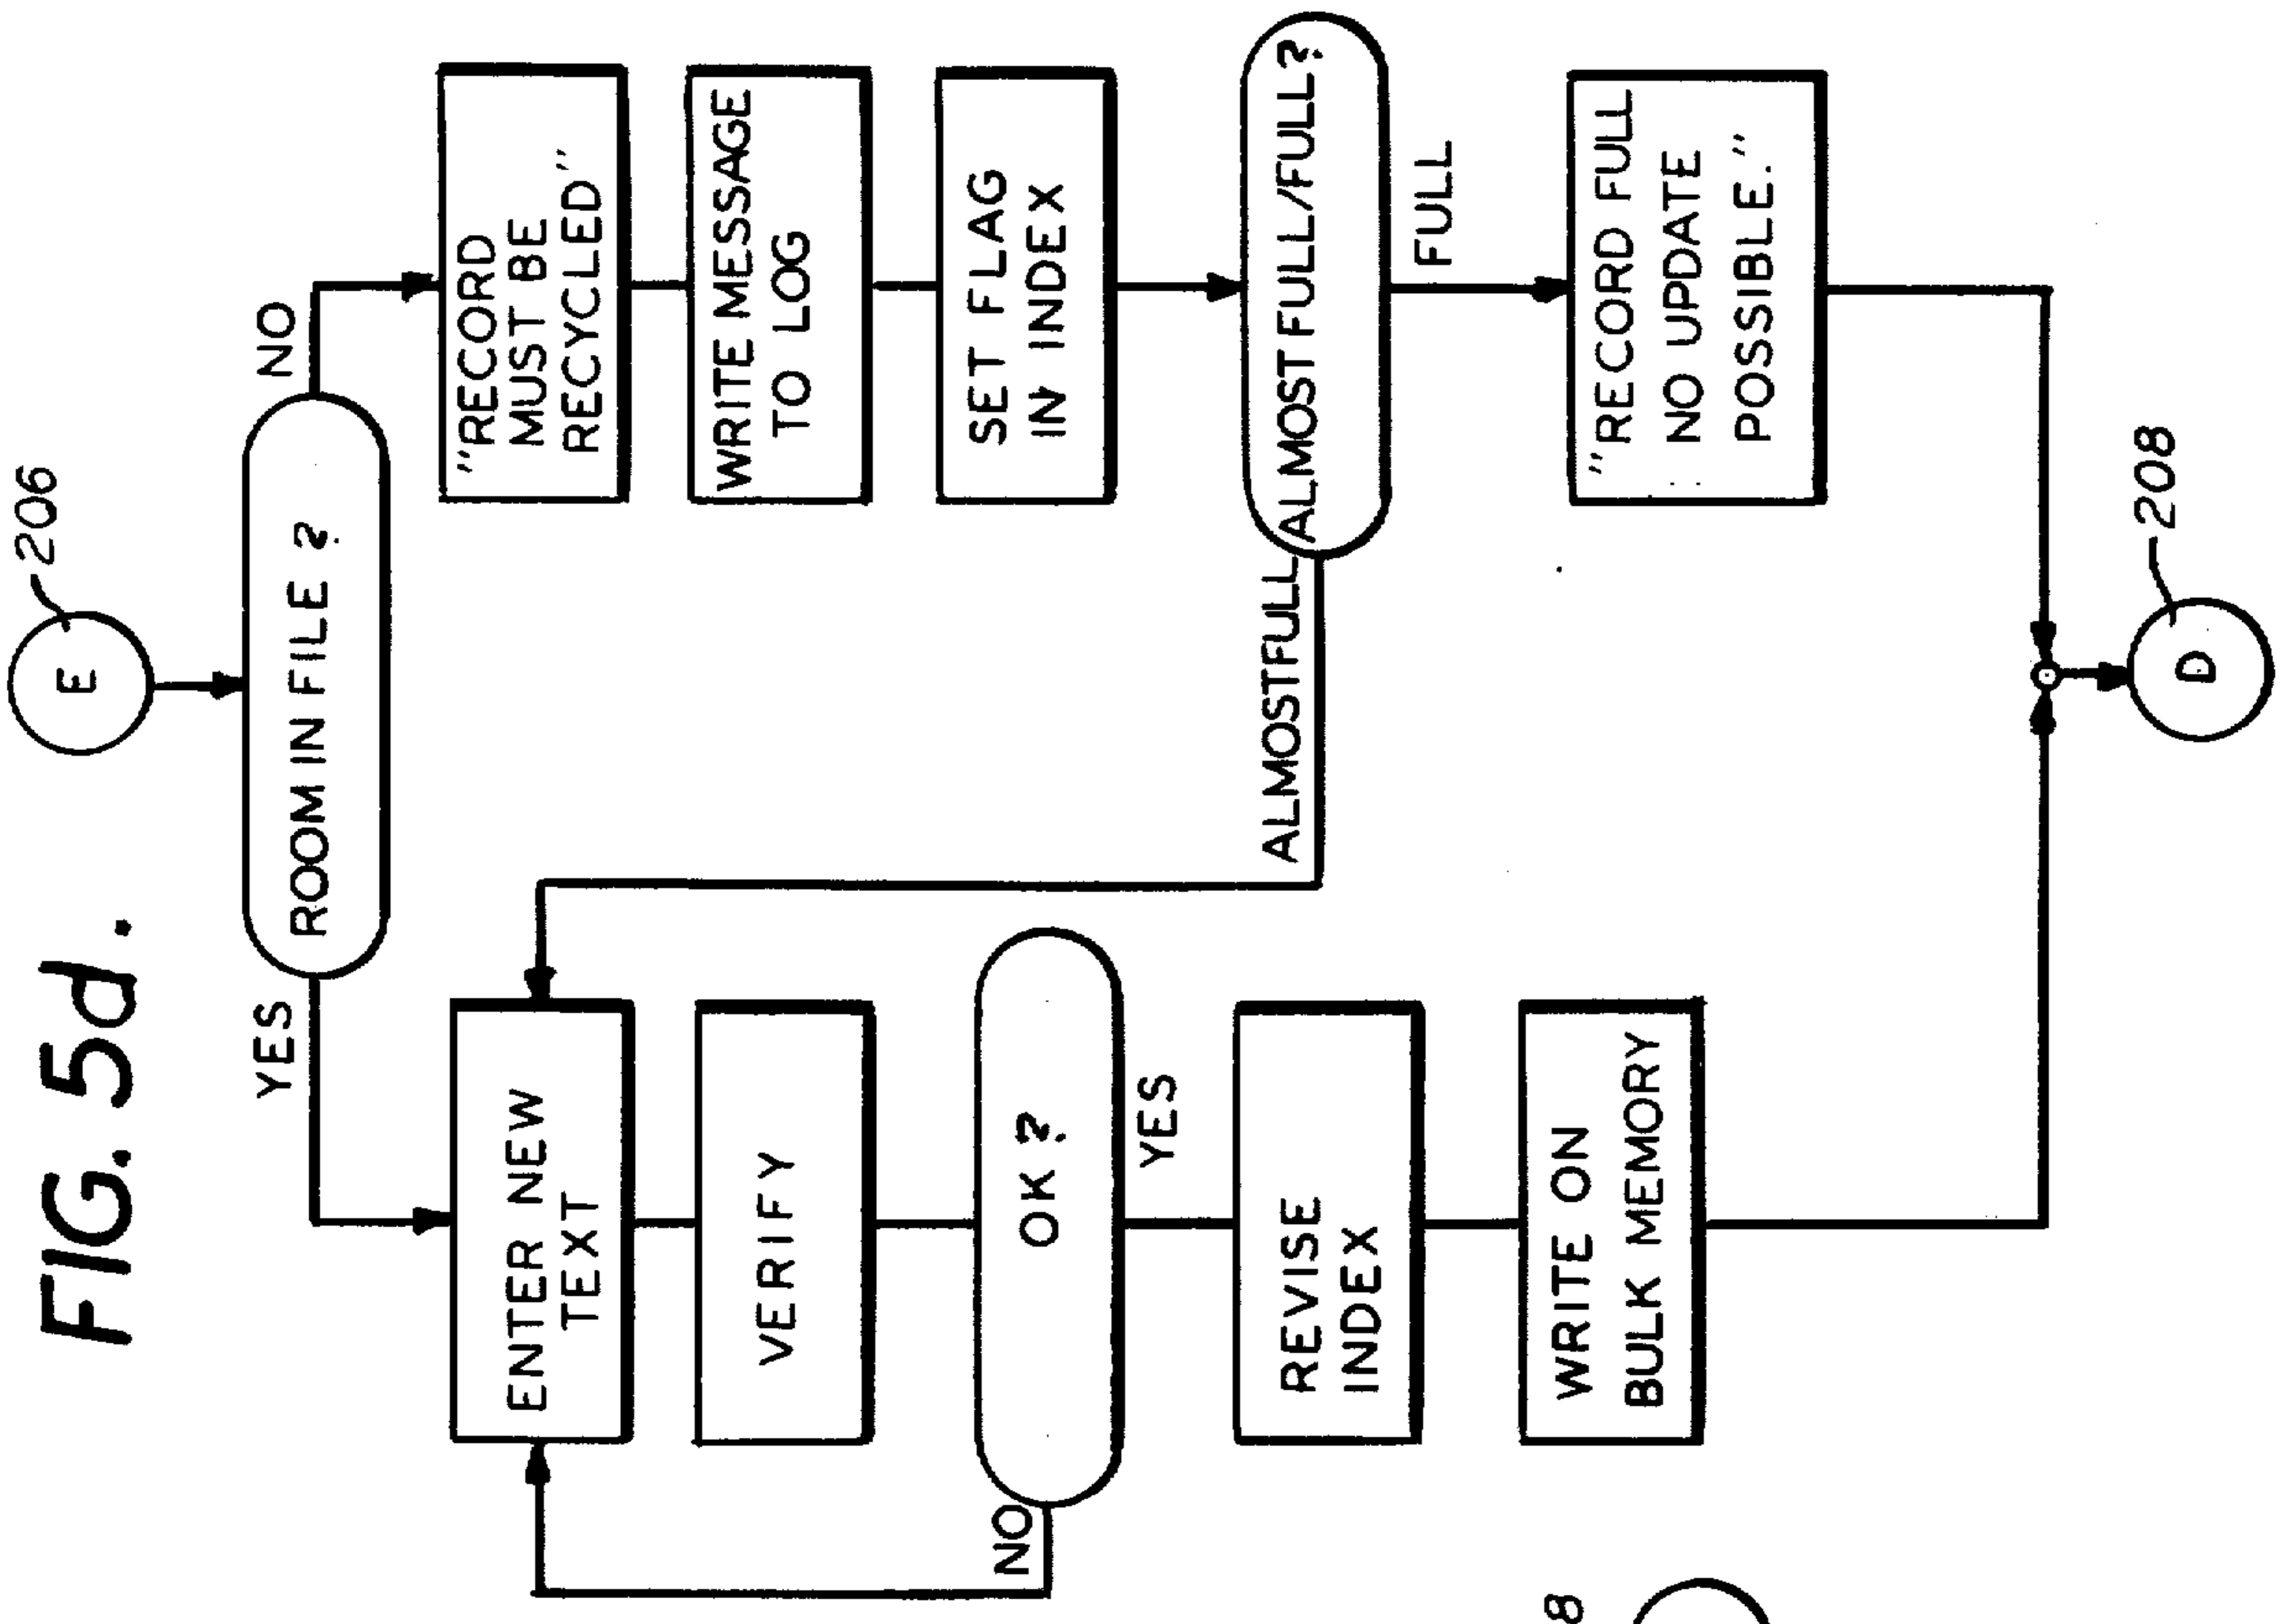 FIG. 5d.
206
E
ROOM IN FILE ?
YES
NO
ENTER NEW
TEXT
VERIFY
OK ?
NO
YES
REVISE
INDEX
WRITE ON
BULK MEMORY
"RECORD
MUST BE
RECYCLED"
WRITE MESSAGE
TO LOG
SET FLAG
IN INDEX
ALMOSTFULL
ALMOSTFULL/FULL?
FULL
"RECORD FULL
NO UPDATE
POSSIBLE."
208
D
8